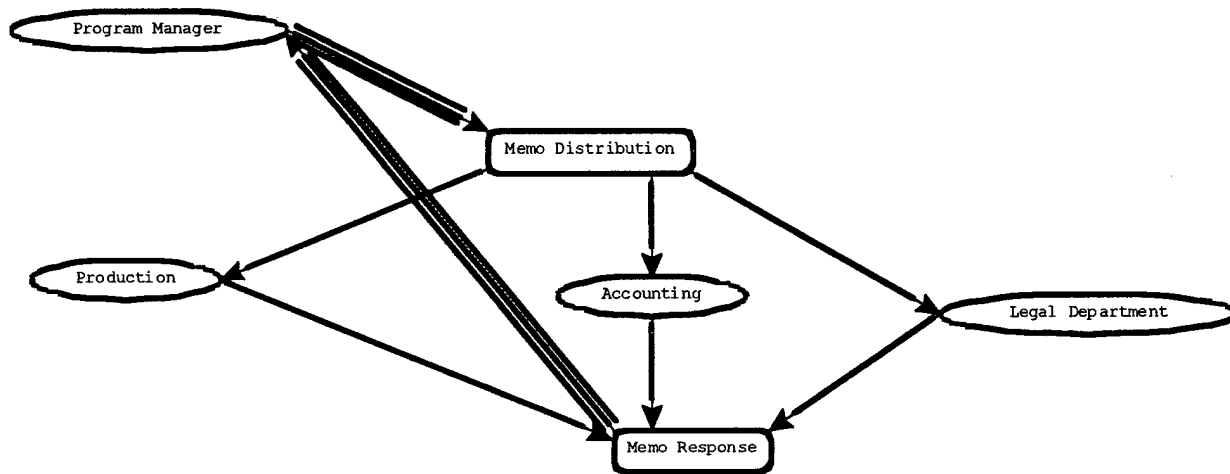 Program Manager
Memo Distribution
Production
Accounting
Legal Department
Memo Response